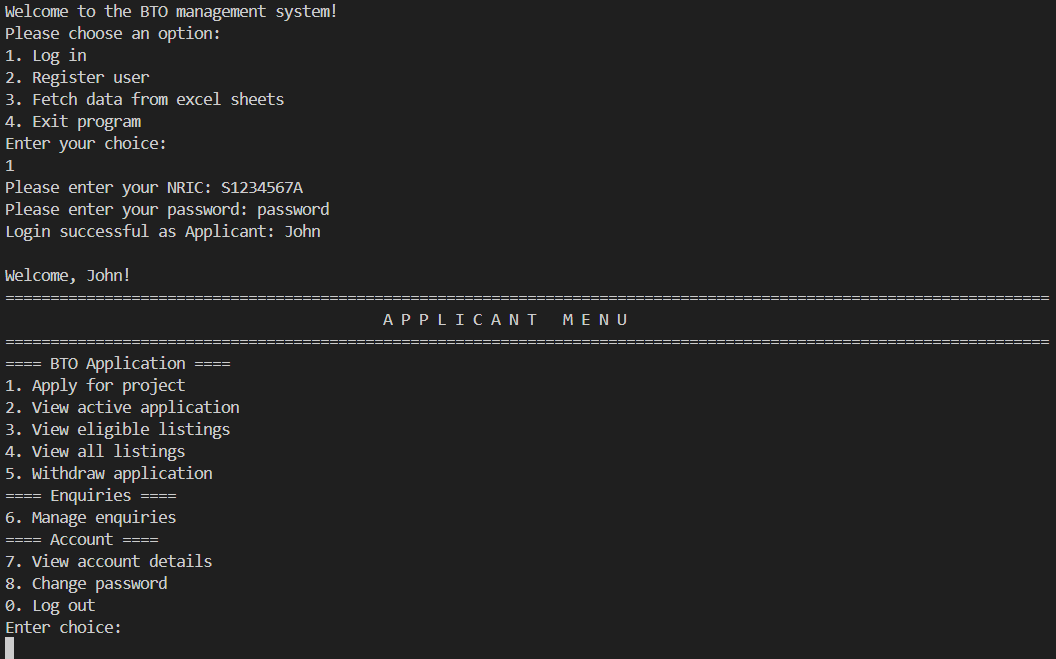 Welcome to the BTO management system!
Please choose an option:
1. Log in
2. Register user
3. Fetch data from excel sheets
4. Exit program
Enter your choice:
1
Please enter your NRIC: S1234567A
Please enter your password: password
Login successful as Applicant: John
Welcome, John!
====================================================================================================================
A P P L I C A N T   M E N U
====================================================================================================================
==== BTO Application ====
1. Apply for project
2. View active application
3. View eligible listings
4. View all listings
5. Withdraw application
==== Enquiries ====
6. Manage enquiries
==== Account ====
7. View account details
8. Change password
0. Log out
Enter choice: